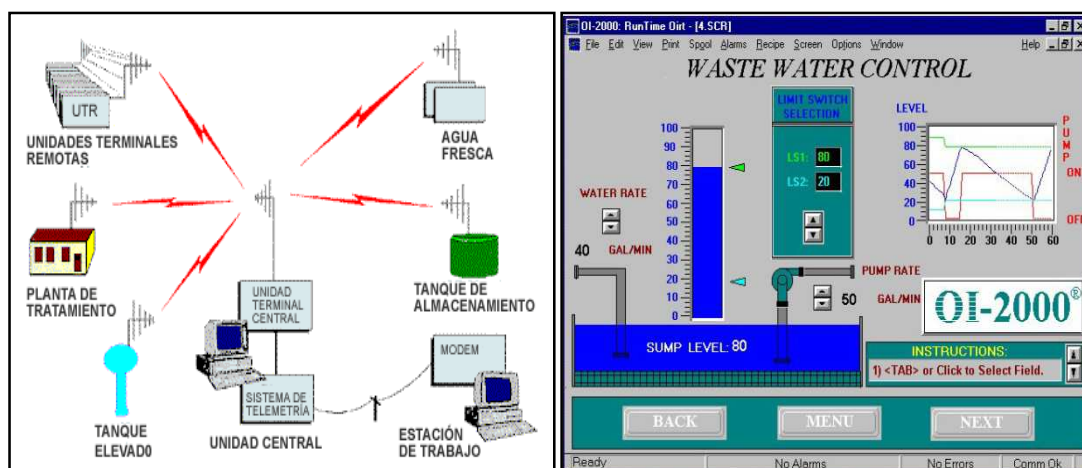 UTR
UNIDADES TERMINALES
REMOTAS
AGUA
FRESCA
PLANTA DE
TRATAMIENTO
TANQUE DE
ALMACENAMIENTO
UNIDAD
TERMINAL
CENTRAL
MODEM
SISTEMA DE
TELEMETRÍA
TANQUE
ELEVADO
UNIDAD CENTRAL
ESTACIÓN
DE TRABAJO
OI-2000: RunTime Oirt - [4.SCR]
File Edit View Print Spool Alarms Recipe Screen Options Window Help
WASTE WATER CONTROL
LIMIT SWITCH
SELECTION
LS1: 80
LS2: 20
WATER RATE
40 GAL/MIN
100
90
80
70
60
50
40
30
20
10
0
LEVEL
100
80
60
40
20
0
0 10 20 30 40 50 60
PUMP
ON
OFF
PUMP RATE
50 GAL/MIN
OI-2000®
SUMP LEVEL: 80
INSTRUCTIONS:
1) <TAB> or Click to Select Field.
BACK MENU NEXT
Ready No Alarms No Errors Comm Ok